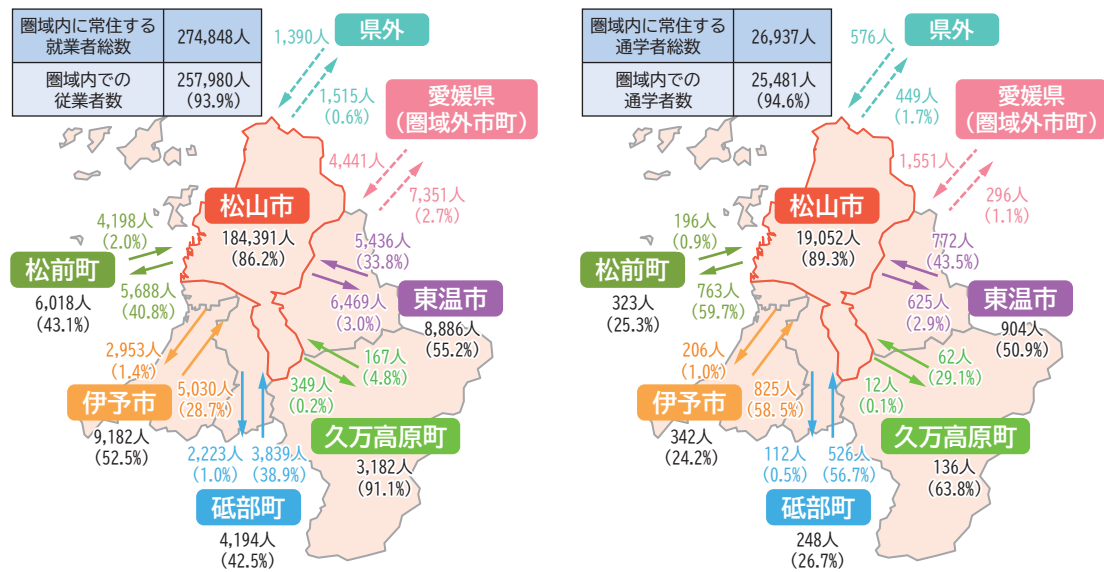 圏域内に常住する
就業者総数
274,848人
圏域内での
従業者数
257,980人
(93.9%)
1,390人
県外
1,515人
(0.6%)
愛媛県
(圏域外市町)
4,441人
7,351人
(2.7%)
松山市
184,391人
(86.2%)
4,198人
(2.0%)
松前町
6,018人
(43.1%)
5,688人
(40.8%)
5,436人
(33.8%)
6,469人
(3.0%)
東温市
8,886人
(55.2%)
2,953人
(1.4%)
5,030人
(28.7%)
伊予市
9,182人
(52.5%)
167人
(4.8%)
349人
(0.2%)
久万高原町
3,182人
(91.1%)
2,223人
(1.0%)
3,839人
(38.9%)
砥部町
4,194人
(42.5%)
圏域内に常住する
通学者総数
26,937人
圏域内での
通学者数
25,481人
(94.6%)
576人
県外
449人
(1.7%)
愛媛県
(圏域外市町)
1,551人
296人
(1.1%)
松山市
19,052人
(89.3%)
196人
(0.9%)
松前町
323人
(25.3%)
763人
(59.7%)
772人
(43.5%)
625人
(2.9%)
東温市
904人
(50.9%)
206人
(1.0%)
825人
(58.5%)
伊予市
342人
(24.2%)
62人
(29.1%)
12人
(0.1%)
久万高原町
136人
(63.8%)
112人
(0.5%)
526人
(56.7%)
砥部町
248人
(26.7%)